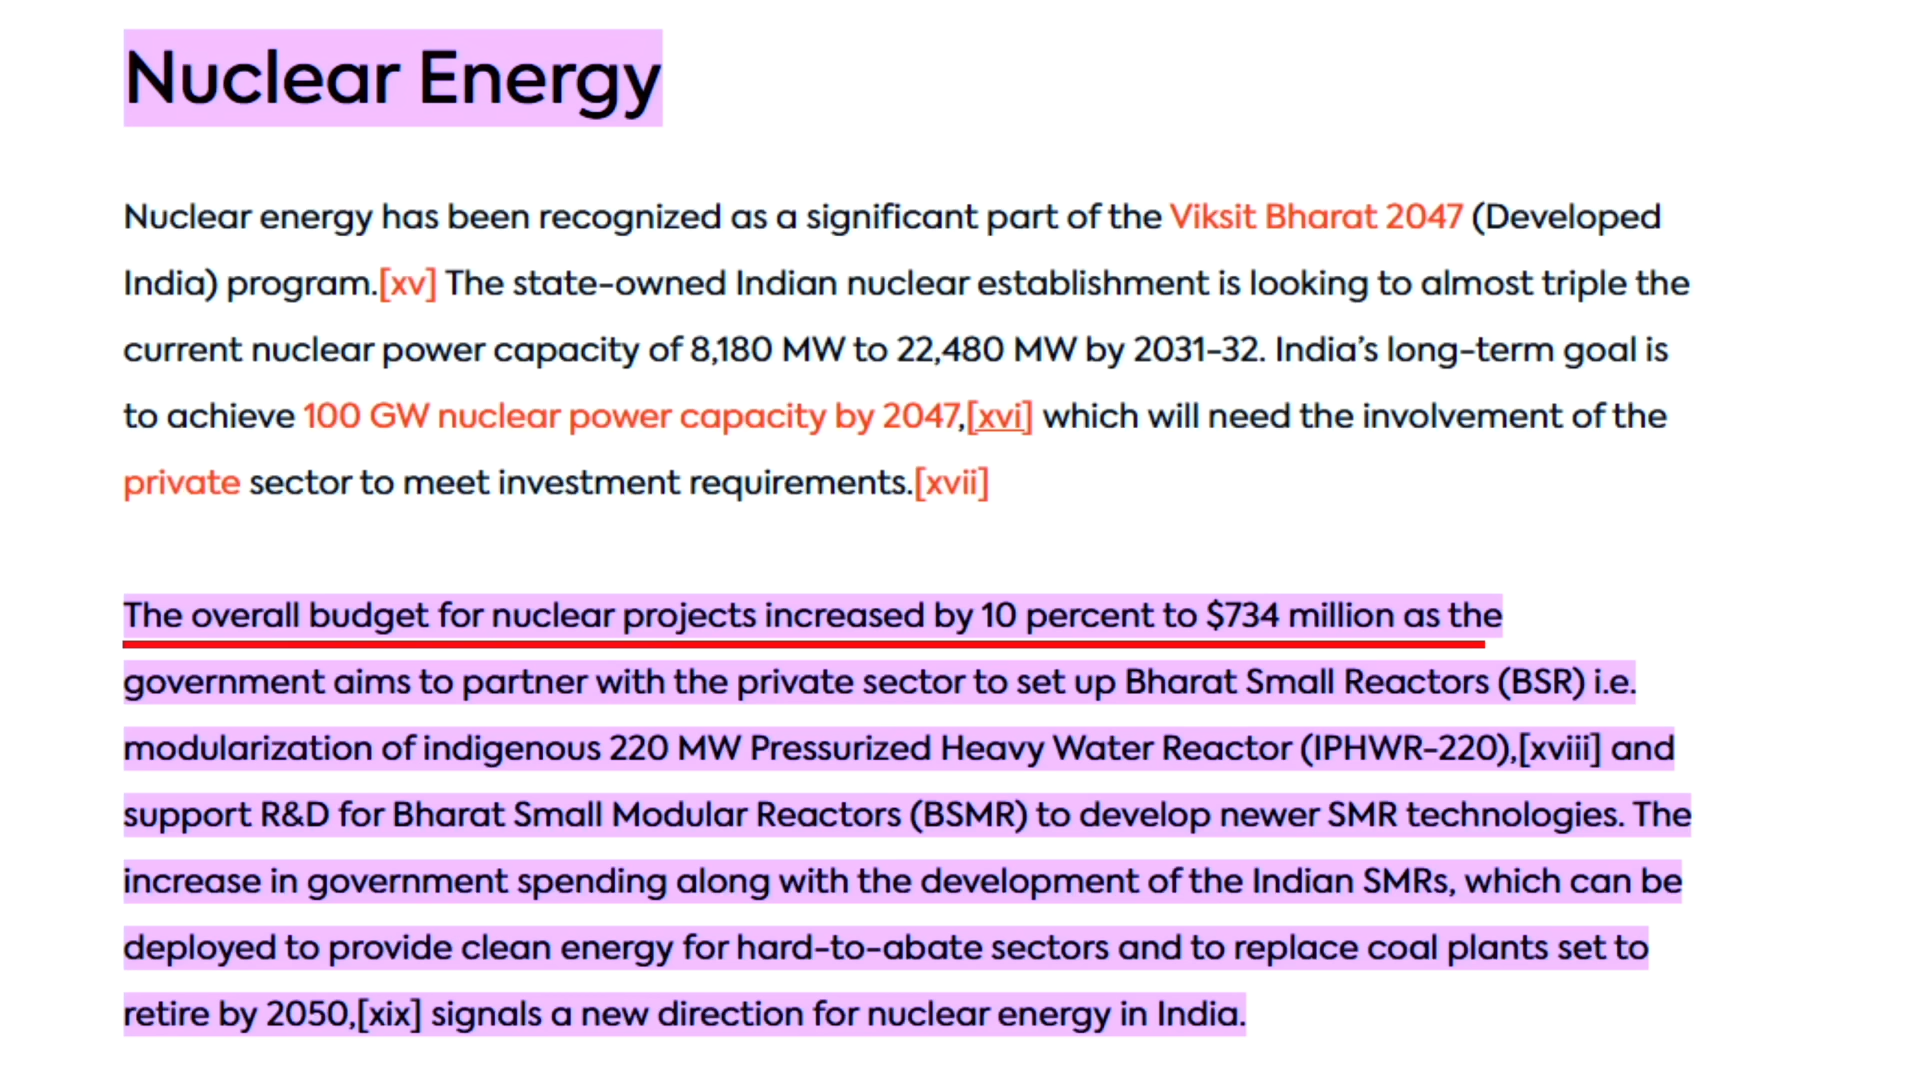 Nuclear Energy
Nuclear energy has been recognized as a significant part of the Viksit Bharat 2047 (Developed
India) program.[xv] The state-owned Indian nuclear establishment is looking to almost triple the
current nuclear power capacity of 8,180 MW to 22,480 MW by 2031-32. India's long-term goal is
to achieve 100 GW nuclear power capacity by 2047,[xvi] which will need the involvement of the
private sector to meet investment requirements.[xvii]
The overall budget for nuclear projects increased by 10 percent to $734 million as the
government aims to partner with the private sector to set up Bharat Small Reactors (BSR) i.e.
modularization of indigenous 220 MW Pressurized Heavy Water Reactor (IPHWR-220),[xviii] and
support R&D for Bharat Small Modular Reactors (BSMR) to develop newer SMR technologies. The
increase in government spending along with the development of the Indian SMRs, which can be
deployed to provide clean energy for hard-to-abate sectors and to replace coal plants set to
retire by 2050,[xix] signals a new direction for nuclear energy in India.